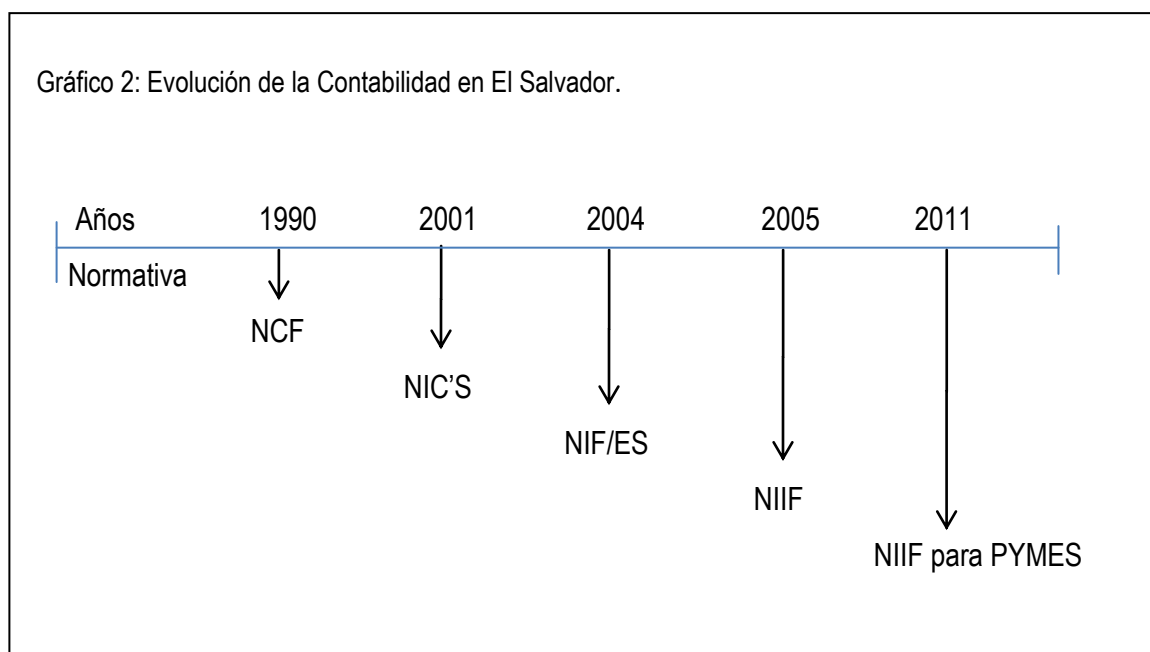 Gráfico 2: Evolución de la Contabilidad en El Salvador.
Años 1990 2001 2004 2005 2011
Normativa
NCF
NIC’S
NIF/ES
NIIF
NIIF para PYMES